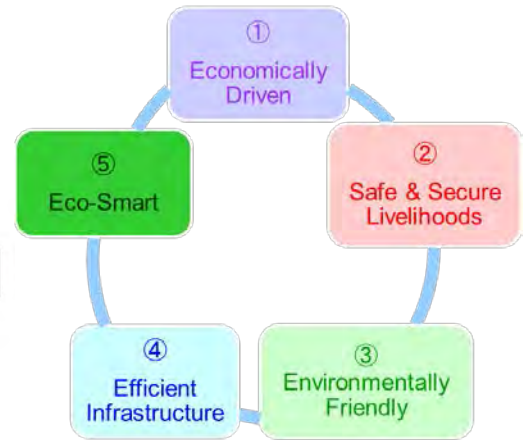 ①
Economically
Driven
②
Safe & Secure
Livelihoods
③
Environmentally
Friendly
④
Efficient
Infrastructure
⑤
Eco-Smart